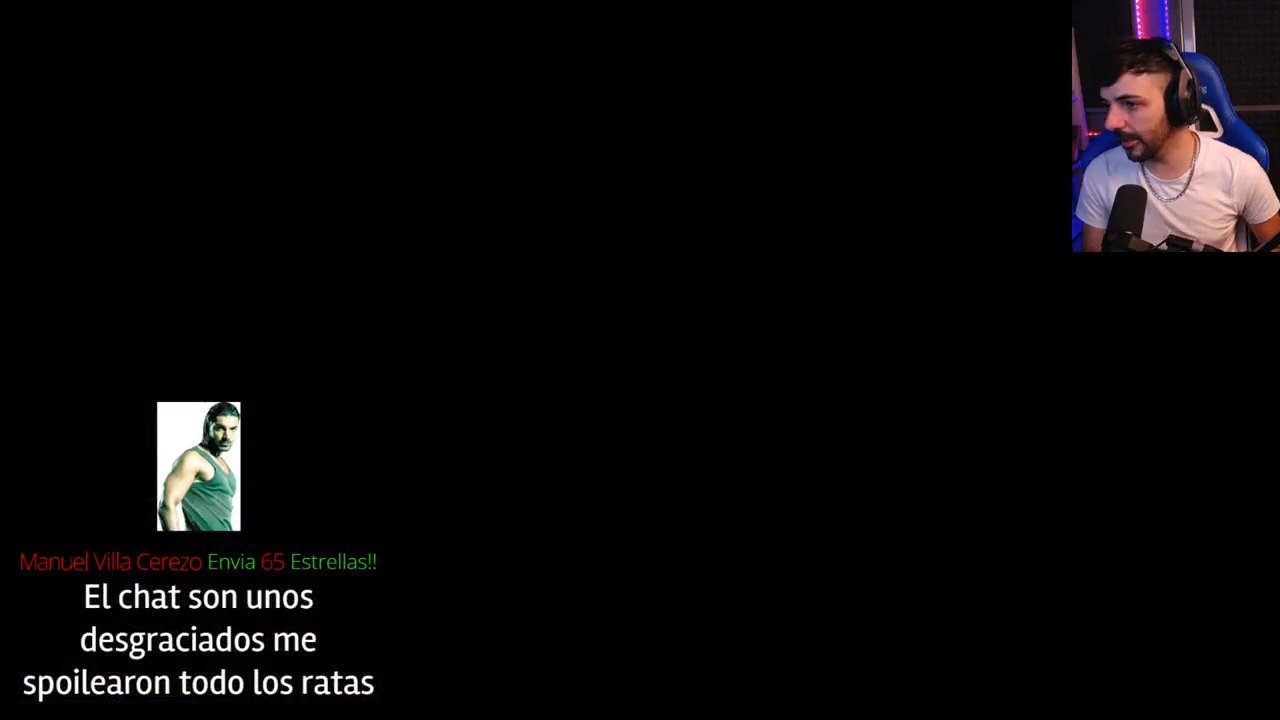 Manuel Villa Cerezo Envia 65 Estrellas!!
El chat son unos
desgraciados me
spoilearon todo los ratas